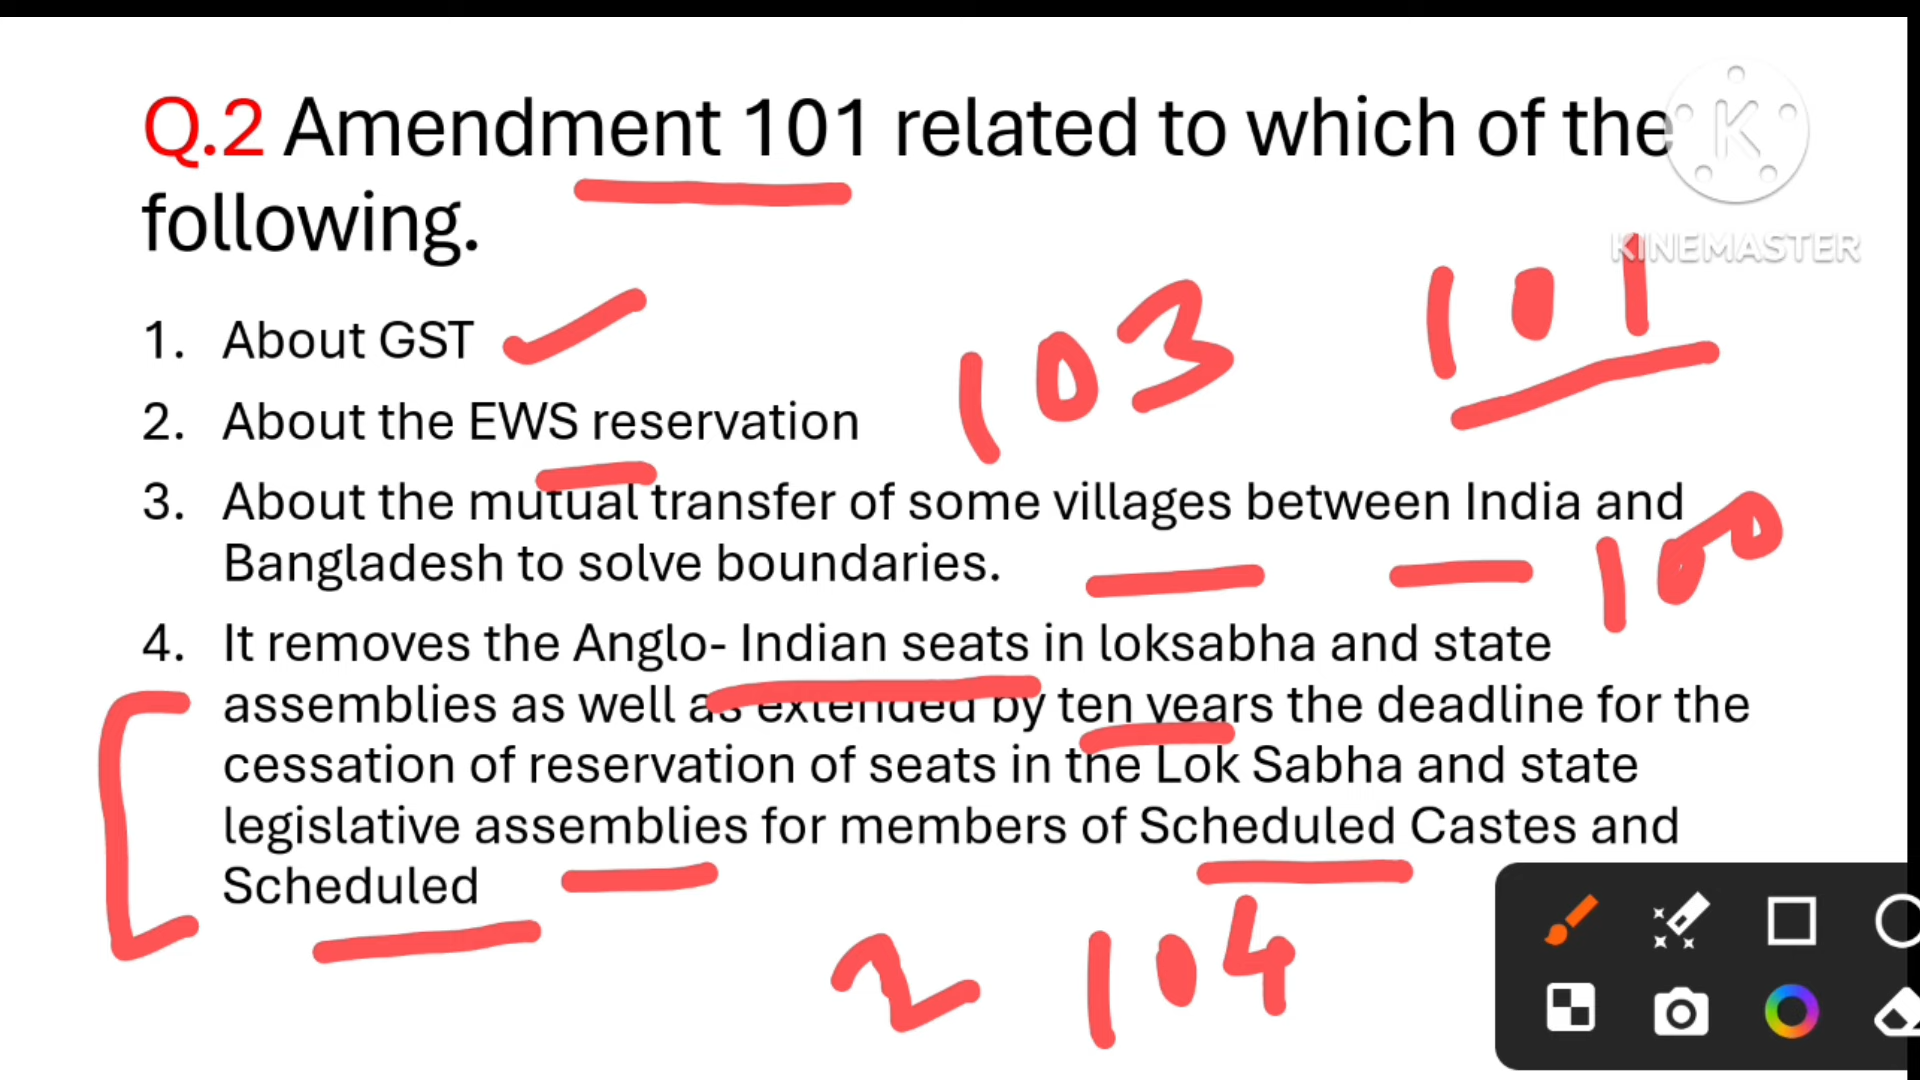 Q.2 Amendment 101 related to which of the
following.
K
KINEMASTER
101
1. About GST
103
2. About the EWS reservation
3. About the mutual transfer of some villages between India and
Bangladesh to solve boundaries.
100
4. It removes the Anglo- Indian seats in loksabha and state
assemblies as well as extended by ten years the deadline for the
cessation of reservation of seats in the Lok Sabha and state
legislative assemblies for members of Scheduled Castes and
Scheduled
2 104